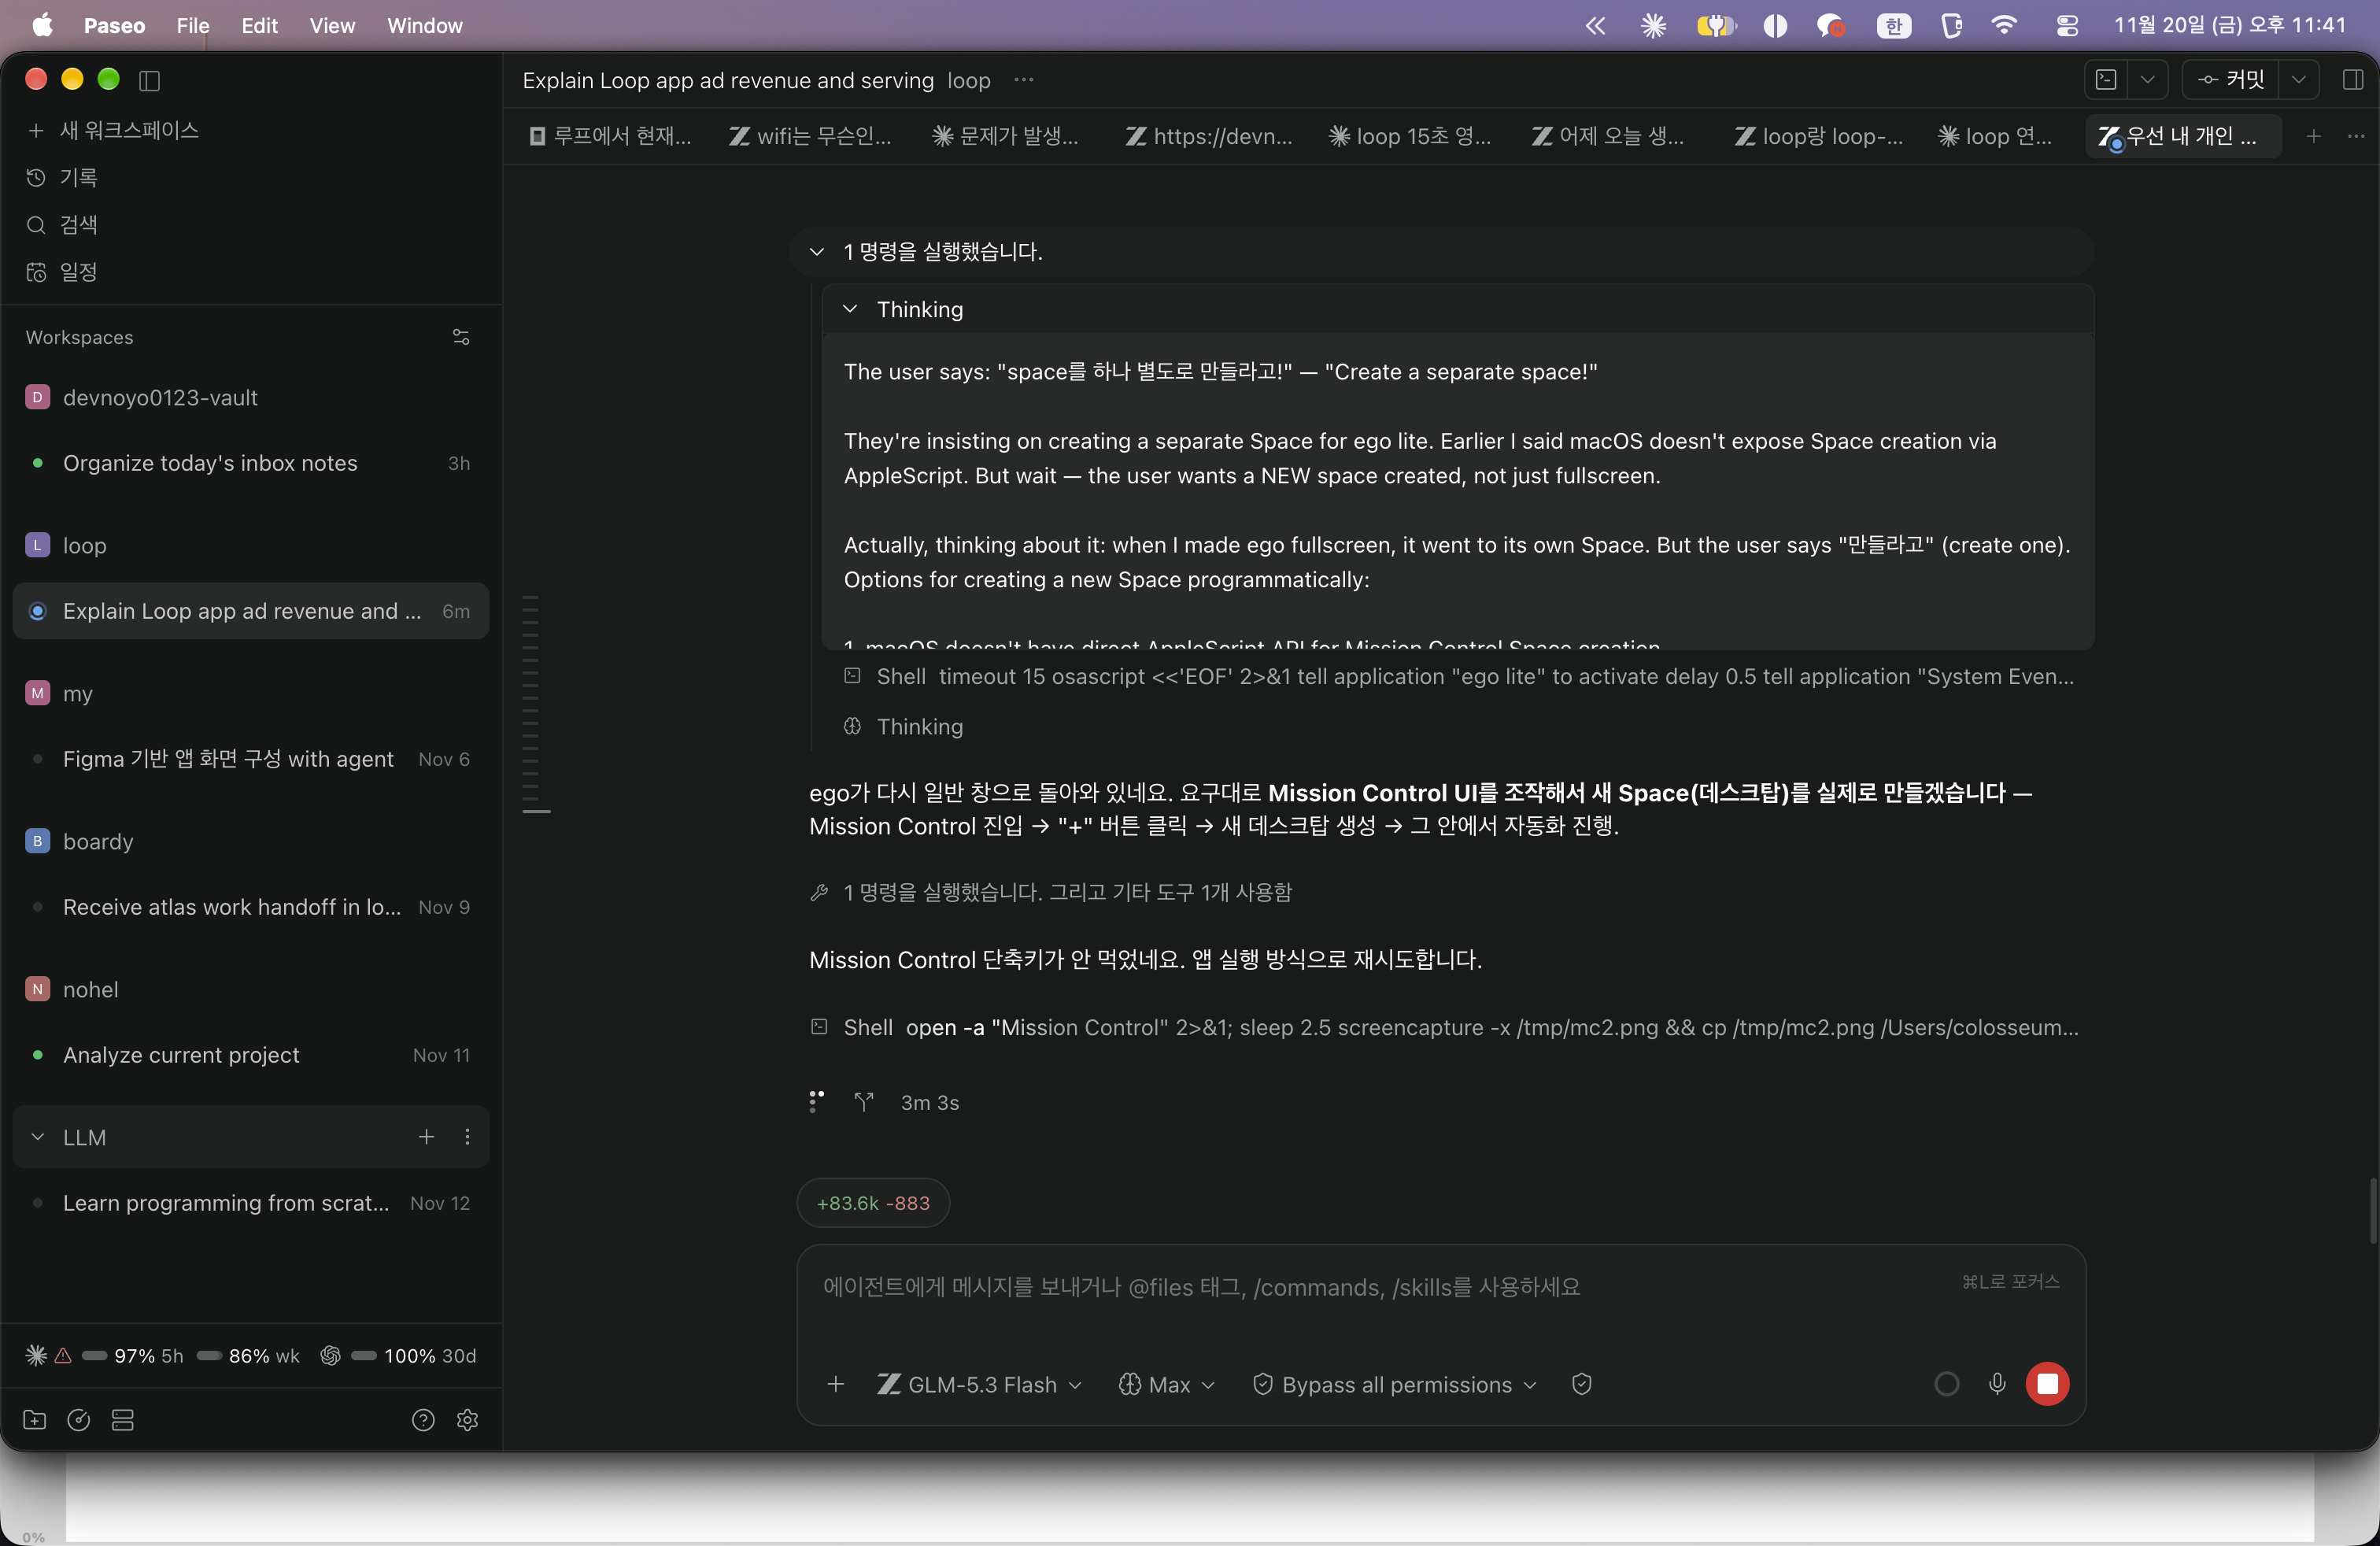 Paseo File Edit View Window
한
11월 20일 (금) 오후 11:41
Explain Loop app ad revenue and serving loop
커밋
루프에서 현재...
wifi는 무슨인...
문제가 발생...
https://devn...
loop 15초 영...
어제 오늘 생...
loop랑 loop-...
loop 연...
우선 내 개인 ...
새 워크스페이스
기록
검색
일정
Workspaces
D devnoyo0123-vault
Organize today's inbox notes 3h
L loop
Explain Loop app ad revenue and ... 6m
M my
Figma 기반 앱 화면 구성 with agent Nov 6
B boardy
Receive atlas work handoff in lo... Nov 9
N nohel
Analyze current project Nov 11
LLM
Learn programming from scrat... Nov 12
97% 5h 86% wk 100% 30d
1 명령을 실행했습니다.
Thinking
The user says: "space를 하나 별도로 만들라고!" — "Create a separate space!"
They're insisting on creating a separate Space for ego lite. Earlier I said macOS doesn't expose Space creation via
AppleScript. But wait — the user wants a NEW space created, not just fullscreen.
Actually, thinking about it: when I made ego fullscreen, it went to its own Space. But the user says "만들라고" (create one).
Options for creating a new Space programmatically:
1. macOS doesn't have direct AppleScript API for Mission Control Space creation
Shell timeout 15 osascript <<'EOF' 2>&1 tell application "ego lite" to activate delay 0.5 tell application "System Even...
Thinking
ego가 다시 일반 창으로 돌아와 있네요. 요구대로 Mission Control UI를 조작해서 새 Space(데스크탑)를 실제로 만들겠습니다 —
Mission Control 진입 → "+" 버튼 클릭 → 새 데스크탑 생성 → 그 안에서 자동화 진행.
1 명령을 실행했습니다. 그리고 기타 도구 1개 사용함
Mission Control 단축키가 안 먹었네요. 앱 실행 방식으로 재시도합니다.
Shell open -a "Mission Control" 2>&1; sleep 2.5 screencapture -x /tmp/mc2.png && cp /tmp/mc2.png /Users/colosseum...
3m 3s
+83.6k -883
에이전트에게 메시지를 보내거나 @files 태그, /commands, /skills를 사용하세요
⌘L로 포커스
GLM-5.3 Flash Max Bypass all permissions
0%